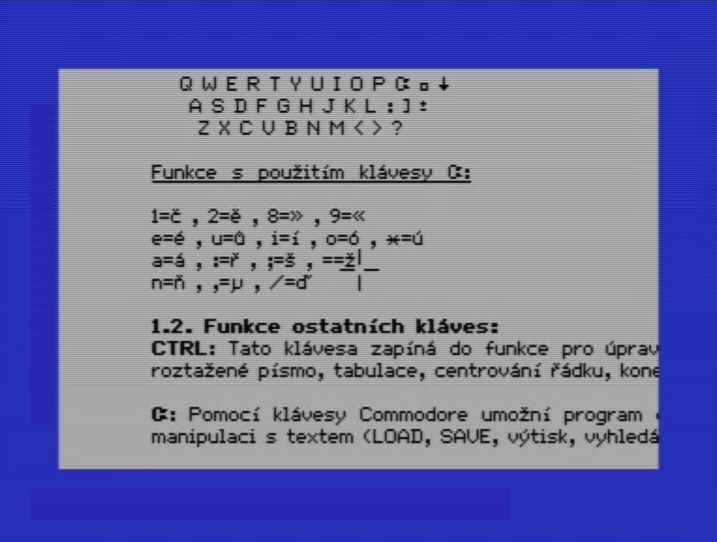 Q W E R T Y U I O P C= ▫ ↓
A S D F G H J K L : ] :
Z X C V B N M < > ?
Funkce s použitím klávesy C=:
1=č , 2=ě , 8=» , 9=«
e=é , u=ů , i=í , o=ó , *=ú
a=á , :=ř , ;=š , ==ž
n=ň , ,=µ , /=ď
1.2. Funkce ostatních kláves:
CTRL: Tato klávesa zapíná do funkce pro úprav
roztažené písmo, tabulace, centrování řádku, kone
C=: Pomocí klávesy Commodore umožní program
manipulaci s textem (LOAD, SAVE, výtisk, vyhledá